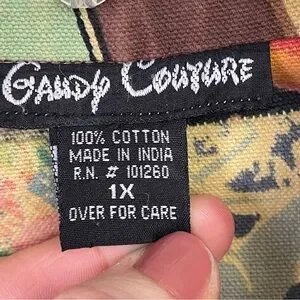 Gaudy Couture
100% COTTON
MADE IN INDIA
R.N. # 101260
1X
OVER FOR CARE